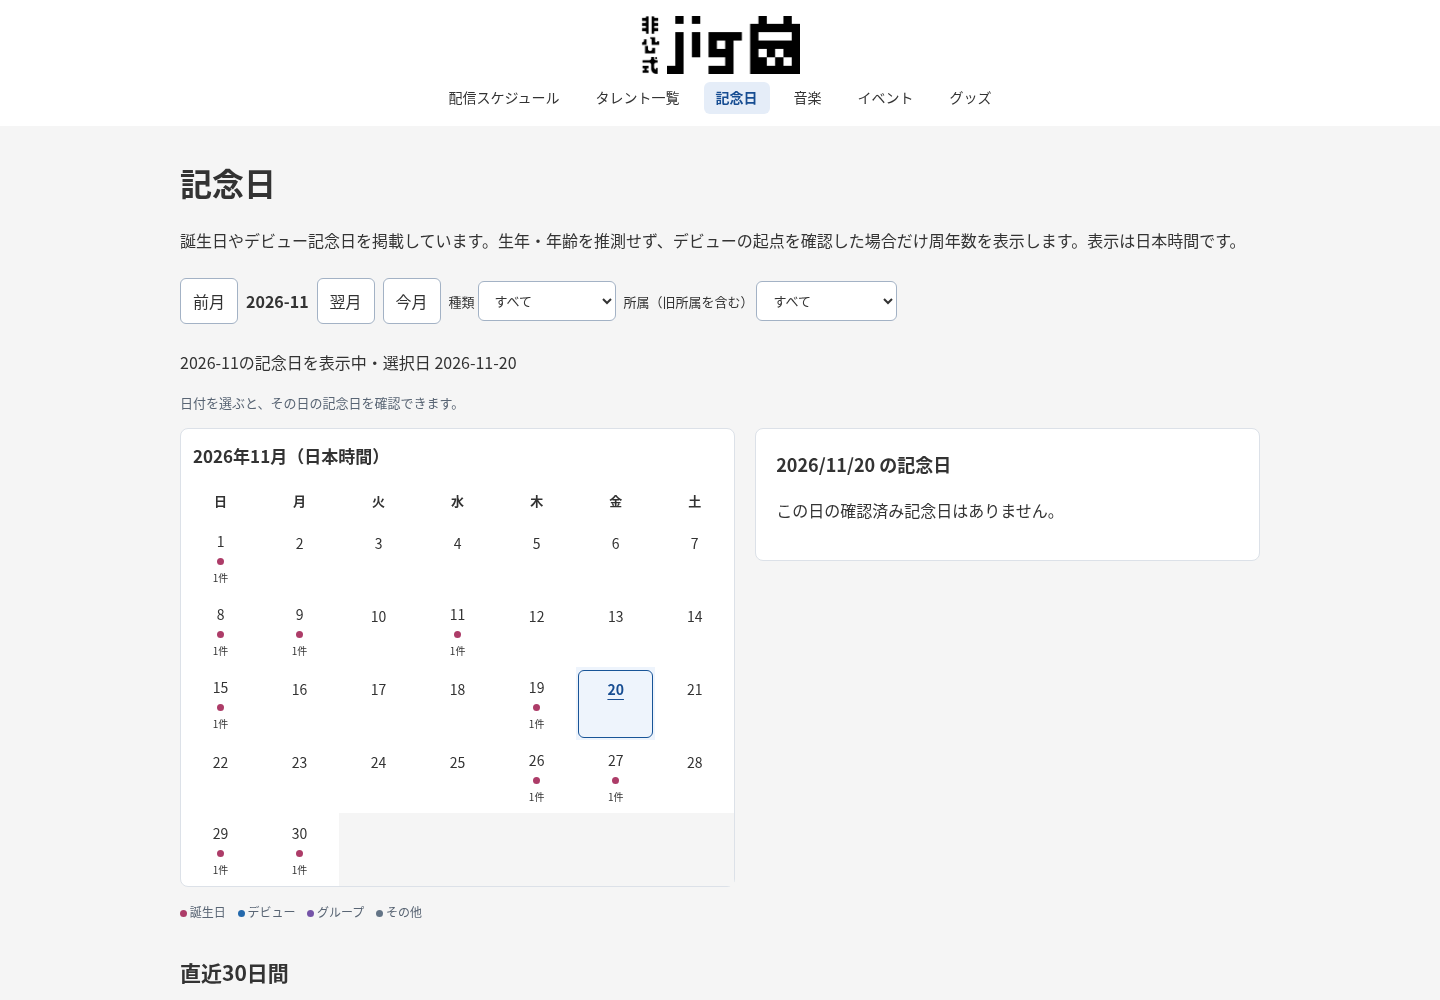 非公式 jig箱
配信スケジュール タレント一覧 記念日 音楽 イベント グッズ
記念日
誕生日やデビュー記念日を掲載しています。生年・年齢を推測せず、デビューの起点を確認した場合だけ周年数を表示します。表示は日本時間です。
前月 2026-11 翌月 今月 種類 すべて 所属（旧所属を含む） すべて
2026-11の記念日を表示中・選択日 2026-11-20
日付を選ぶと、その日の記念日を確認できます。
2026年11月（日本時間）
日 月 火 水 木 金 土
1 2 3 4 5 6 7
1件
8 9 10 11 12 13 14
1件 1件 1件
15 16 17 18 19 20 21
1件 1件
22 23 24 25 26 27 28
1件 1件
29 30
1件 1件
誕生日 デビュー グループ その他
2026/11/20 の記念日
この日の確認済み記念日はありません。
直近30日間